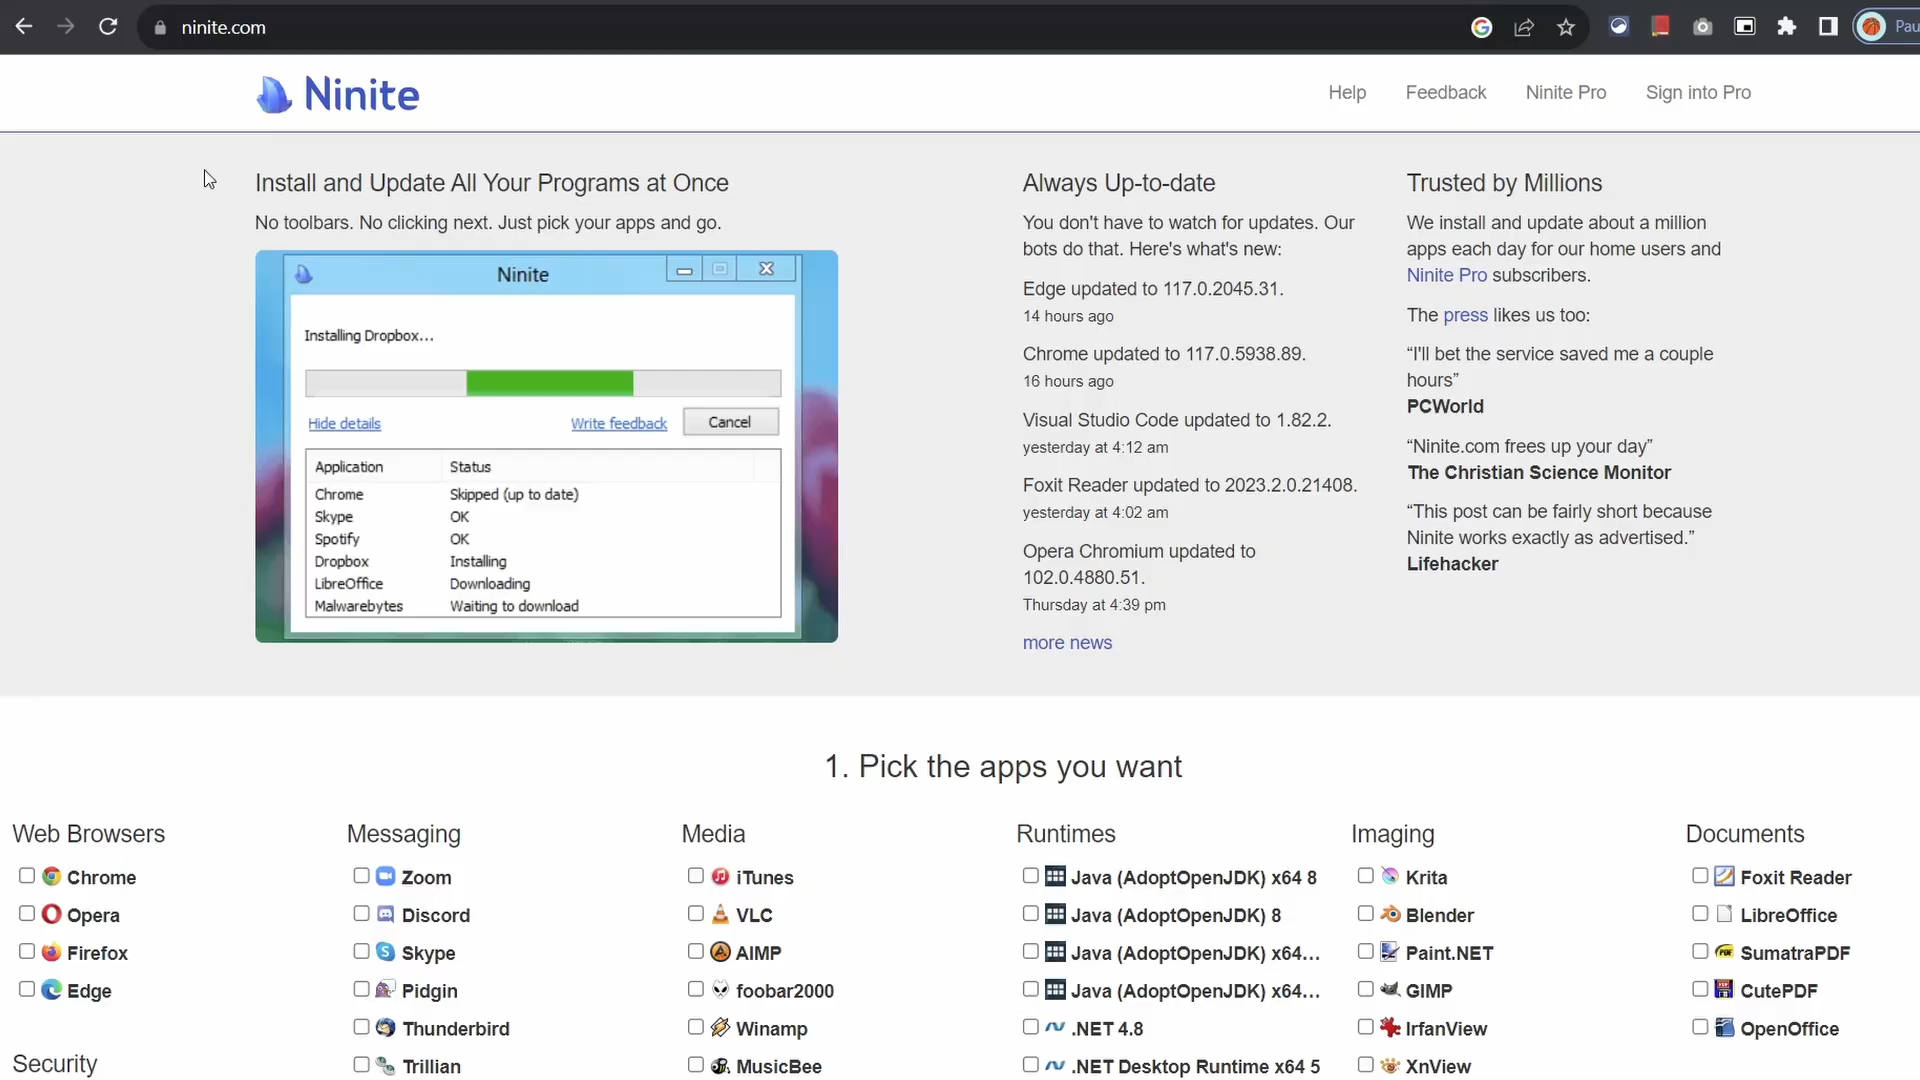 ninite.com
Pau
Ninite
Help
Feedback
Ninite Pro
Sign into Pro
Install and Update All Your Programs at Once
No toolbars. No clicking next. Just pick your apps and go.
Ninite
Installing Dropbox...
Hide details
Write feedback
Cancel
Application Status
Chrome Skipped (up to date)
Skype OK
Spotify OK
Dropbox Installing
LibreOffice Downloading
Malwarebytes Waiting to download
Always Up-to-date
You don't have to watch for updates. Our
bots do that. Here's what's new:
Edge updated to 117.0.2045.31.
14 hours ago
Chrome updated to 117.0.5938.89.
16 hours ago
Visual Studio Code updated to 1.82.2.
yesterday at 4:12 am
Foxit Reader updated to 2023.2.0.21408.
yesterday at 4:02 am
Opera Chromium updated to
102.0.4880.51.
Thursday at 4:39 pm
more news
Trusted by Millions
We install and update about a million
apps each day for our home users and
Ninite Pro subscribers.
The press likes us too:
“I'll bet the service saved me a couple
hours”
PCWorld
“Ninite.com frees up your day”
The Christian Science Monitor
“This post can be fairly short because
Ninite works exactly as advertised.”
Lifehacker
1. Pick the apps you want
Web Browsers
Chrome
Opera
Firefox
Edge
Security
Messaging
Zoom
Discord
Skype
Pidgin
Thunderbird
Trillian
Media
iTunes
VLC
AIMP
foobar2000
Winamp
MusicBee
Runtimes
Java (AdoptOpenJDK) x64 8
Java (AdoptOpenJDK) 8
Java (AdoptOpenJDK) x64...
Java (AdoptOpenJDK) x64...
.NET 4.8
.NET Desktop Runtime x64 5
Imaging
Krita
Blender
Paint.NET
GIMP
IrfanView
XnView
Documents
Foxit Reader
LibreOffice
SumatraPDF
CutePDF
OpenOffice